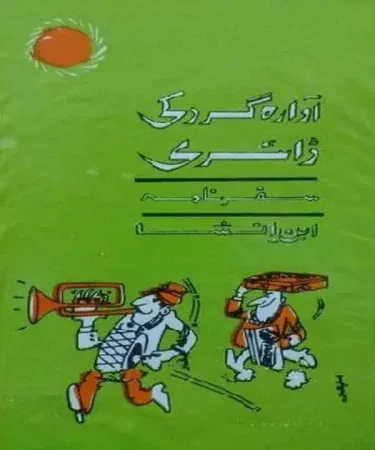 آوارہ گرد کی
ڈائری
سفرنامہ
ابن انشا